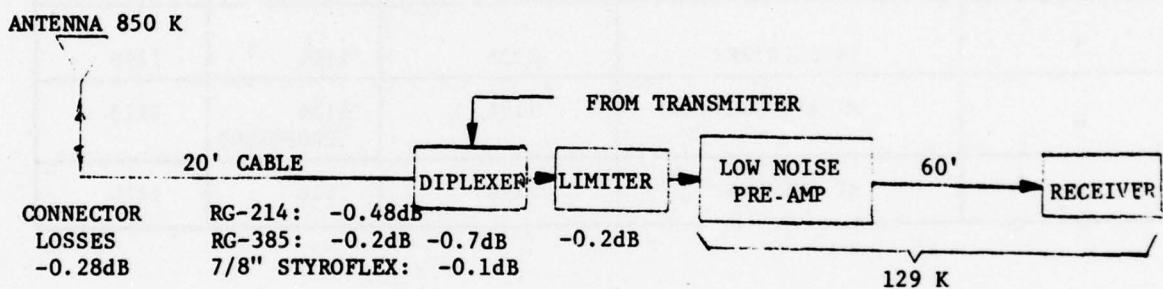 ANTENNA 850 K
FROM TRANSMITTER
20' CABLE
DIPLEXER
LIMITER
LOW NOISE
PRE-AMP
60'
RECEIVER
CONNECTOR
LOSSES
-0.28dB
RG-214: -0.48dB
RG-385: -0.2dB
7/8" STYROFLEX: -0.1dB
-0.7dB
-0.2dB
129 K